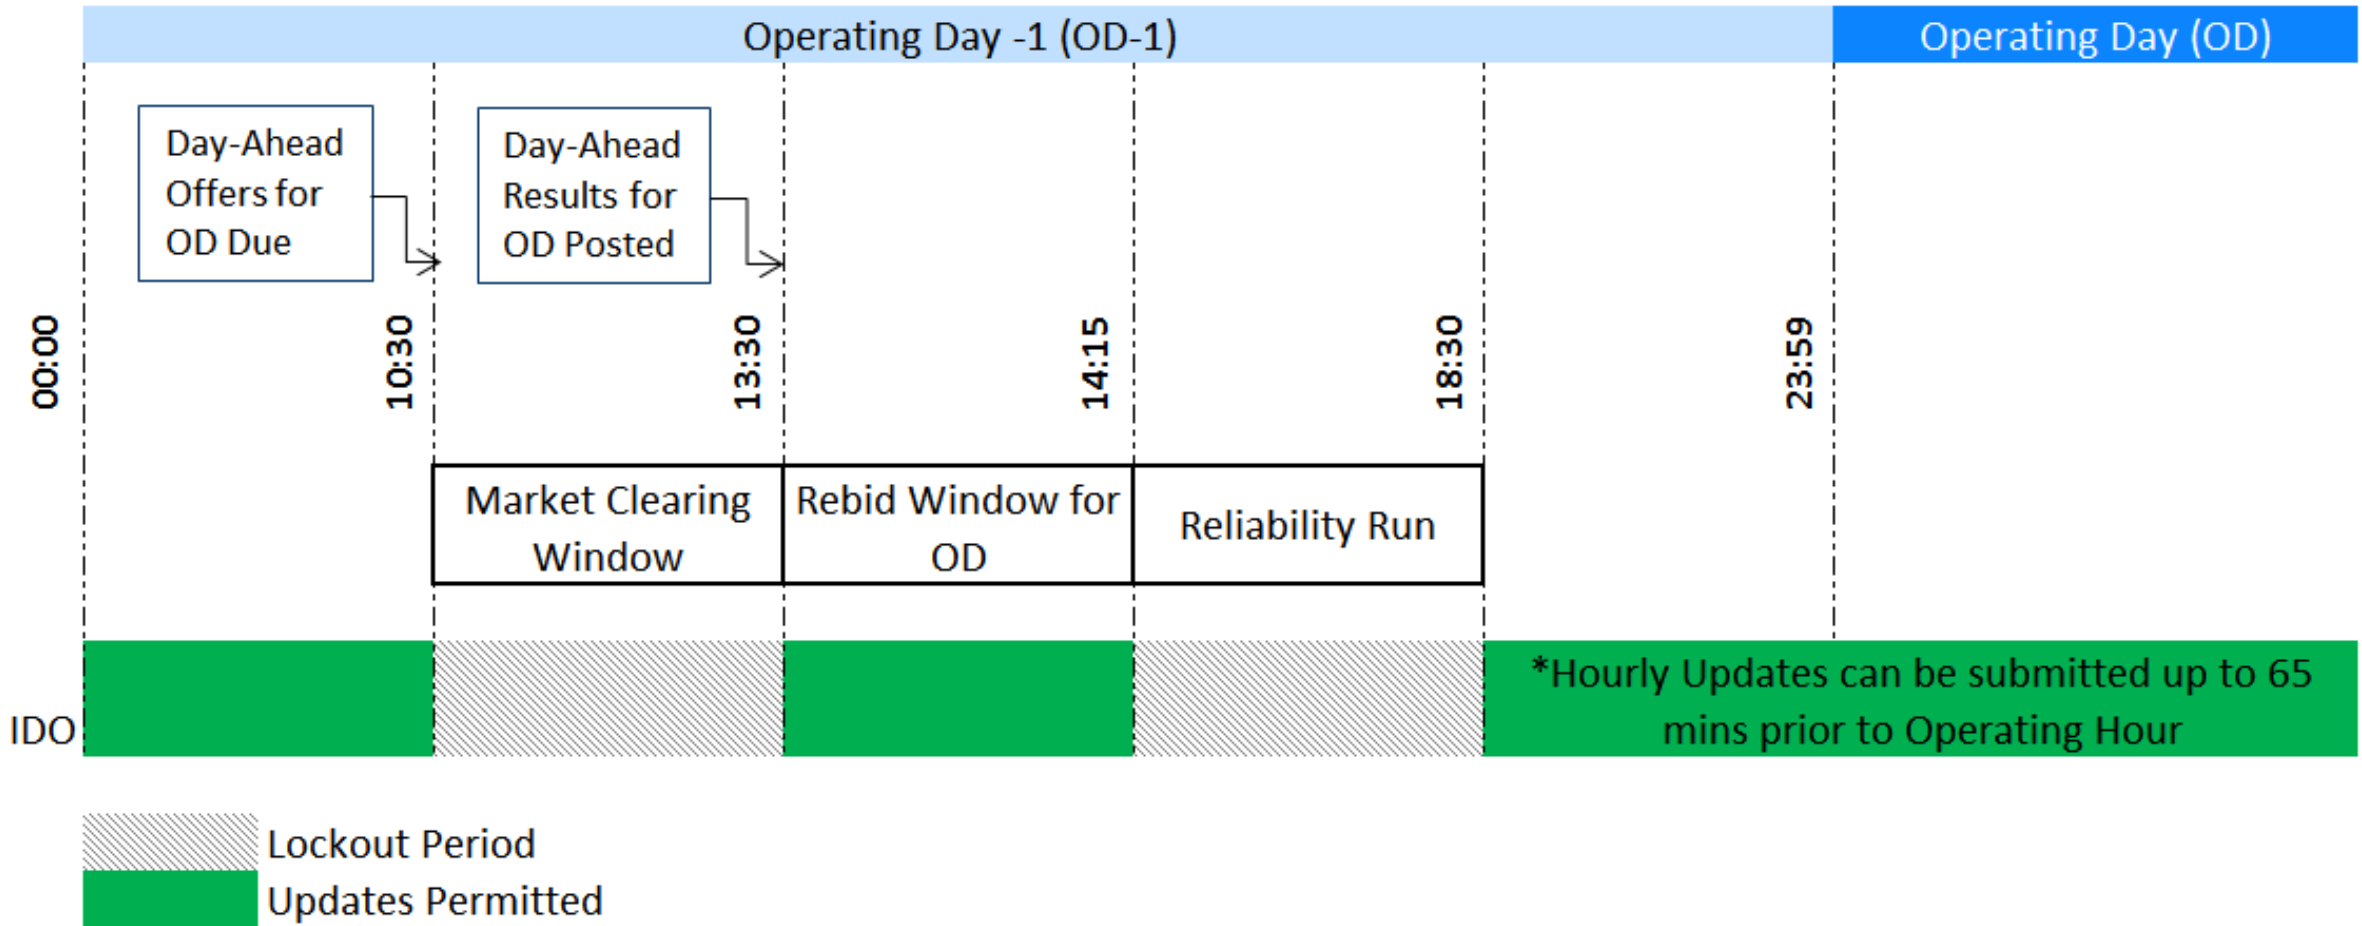 Operating Day -1 (OD-1)
Operating Day (OD)
Day-Ahead
Offers for
OD Due
Day-Ahead
Results for
OD Posted
00:00
10:30
13:30
14:15
18:30
23:59
Market Clearing
Window
Rebid Window for
OD
Reliability Run
IDO
*Hourly Updates can be submitted up to 65
mins prior to Operating Hour
Lockout Period
Updates Permitted